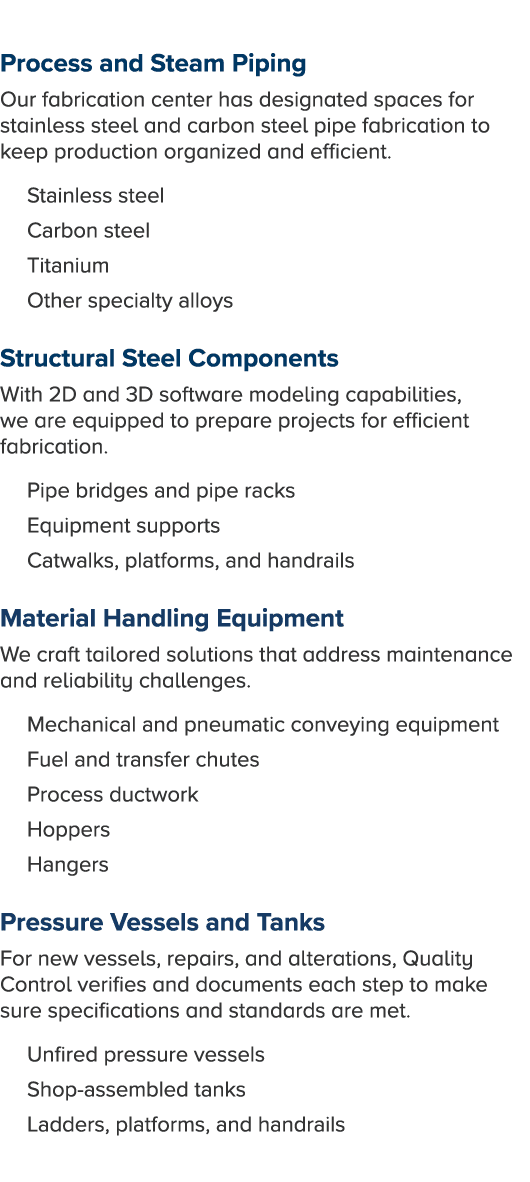 Process and Steam Piping
Our fabrication center has designated spaces for
stainless steel and carbon steel pipe fabrication to
keep production organized and efficient.
Stainless steel
Carbon steel
Titanium
Other specialty alloys
Structural Steel Components
With 2D and 3D software modeling capabilities,
we are equipped to prepare projects for efficient
fabrication.
Pipe bridges and pipe racks
Equipment supports
Catwalks, platforms, and handrails
Material Handling Equipment
We craft tailored solutions that address maintenance
and reliability challenges.
Mechanical and pneumatic conveying equipment
Fuel and transfer chutes
Process ductwork
Hoppers
Hangers
Pressure Vessels and Tanks
For new vessels, repairs, and alterations, Quality
Control verifies and documents each step to make
sure specifications and standards are met.
Unfired pressure vessels
Shop-assembled tanks
Ladders, platforms, and handrails